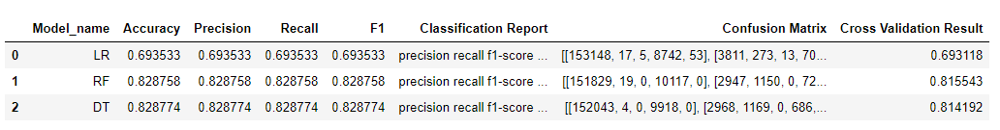 Model_name Accuracy Precision Recall F1 Classification Report Confusion Matrix Cross Validation Result
0 LR 0.693533 0.693533 0.693533 0.693533 precision recall f1-score ... [[153148, 17, 5, 8742, 53], [3811, 273, 13, 70... 0.693118
1 RF 0.828758 0.828758 0.828758 0.828758 precision recall f1-score ... [[151829, 19, 0, 10117, 0], [2947, 1150, 0, 72... 0.815543
2 DT 0.828774 0.828774 0.828774 0.828774 precision recall f1-score ... [[152043, 4, 0, 9918, 0], [2968, 1169, 0, 686,... 0.814192